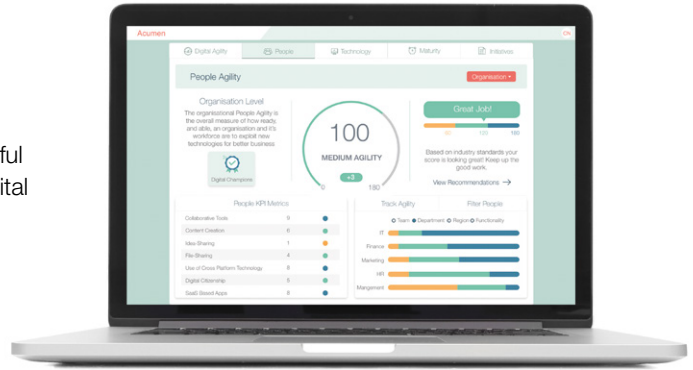 ful
ital
Acumen
CN
Digital Agility
People
Technology
Maturity
Initiatives
People Agility
Organisation
Organisation Level
The organisational People Agility is
the overall measure of how ready,
and able, an organisation and it's
workforce are to exploit new
technologies for better business
Digital Champions
100
MEDIUM AGILITY
+3
0
180
Great Job!
120
180
Based on industry standards your
score is looking great! Keep up the
good work.
View Recommendations →
People KPI Metrics
Collaborative Tools 9
Content Creation 6
Idea Sharing 1
File Sharing 4
Use of Cross Platform Technology 8
Digital Citizenship 5
SaaS Based Apps 8
Track Agility
Filter People
Team Department Region Functionality
IT
Finance
Marketing
HR
Mangement